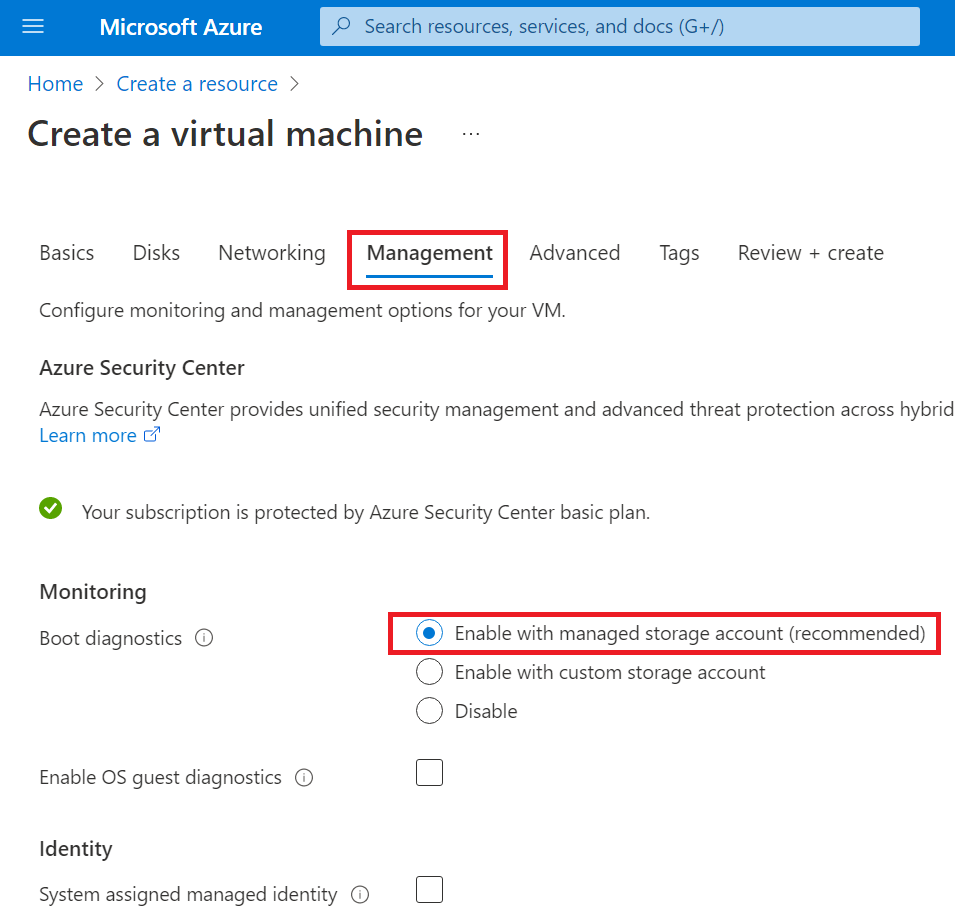 Microsoft Azure
Search resources, services, and docs (G+/)
Home > Create a resource >
Create a virtual machine ...
Basics Disks Networking Management Advanced Tags Review + create
Configure monitoring and management options for your VM.
Azure Security Center
Azure Security Center provides unified security management and advanced threat protection across hybrid
Learn more
Your subscription is protected by Azure Security Center basic plan.
Monitoring
Boot diagnostics
Enable with managed storage account (recommended)
Enable with custom storage account
Disable
Enable OS guest diagnostics
Identity
System assigned managed identity